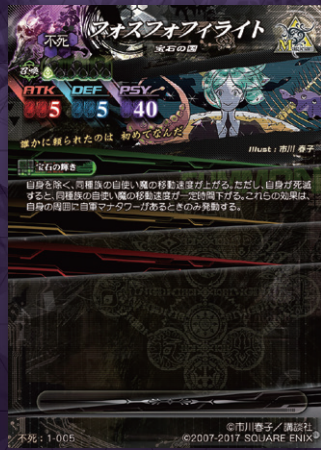 不死
フォスフォフィライト
宝石の国
召喚
ATK 5
DEF 5
PSY 40
誰かに頼られたのは 初めてなんだ
Illust:市川 春子
宝石の輝き
自身を除く、同種族の自使い魔の移動速度が上がる。ただし、自身が死滅
すると、同種族の自使い魔の移動速度が一定時間下がる。これらの効果は、
自身の周囲に自軍マナタワーがあるときのみ発動する。
©市川春子／講談社
不死:1-005
©2007-2017 SQUARE ENIX